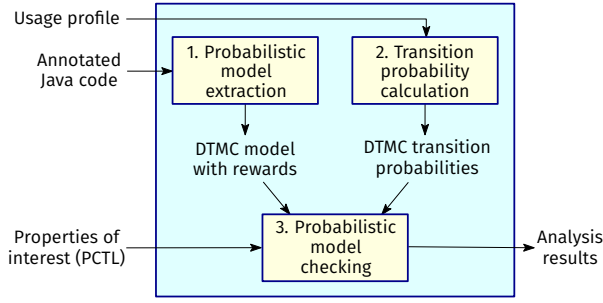 Usage profile
Annotated
Java code
1. Probabilistic
model
extraction
2. Transition
probability
calculation
DTMC model
with rewards
DTMC transition
probabilities
Properties of
interest (PCTL)
3. Probabilistic
model
checking
Analysis
results